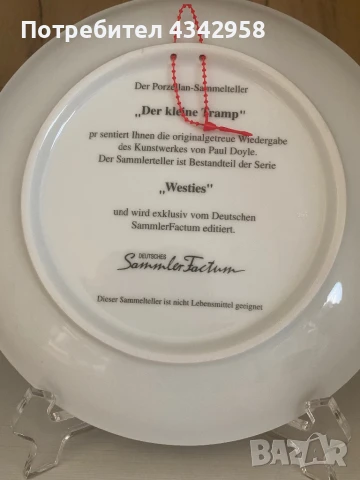 Потребител 4342958
Der Porzellan-Sammelteller
„Der kleine Tramp"
pr sentiert Ihnen die originalgetreue Wiedergabe
des Kunstwerkes von Paul Doyle.
Der Sammlerteller ist Bestandteil der Serie
„Westies"
und wird exklusiv vom Deutschen
SammlerFactum editiert.
DEUTSCHES
SammlerFactum
Dieser Sammelteller ist nicht Lebensmittel geeignet
BAZAR